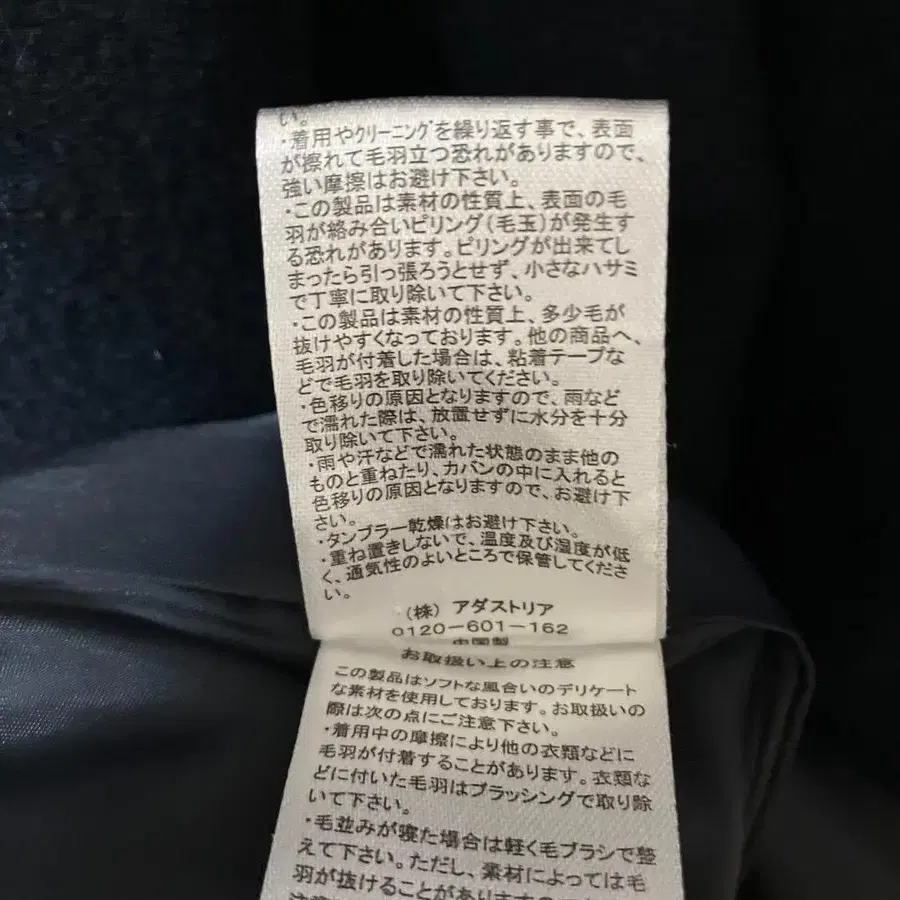 い。
・着用やクリーニングを繰り返す事で、表面
が擦れて毛羽立つ恐れがありますので、
強い摩擦はお避け下さい。
・この製品は素材の性質上、表面の毛
羽が絡み合いピリング(毛玉)が発生す
る恐れがあります。ピリングが出来てし
まったら引っ張ろうとせず、小さなハサミ
で丁寧に取り除いて下さい。
・この製品は素材の性質上、多少毛が
抜けやすくなっております。他の商品へ、
毛羽が付着した場合は、粘着テープな
どで毛羽を取り除いてください。
・色移りの原因となりますので、雨など
で濡れた際は、放置せずに水分を十分
取り除いて下さい。
・雨や汗などで濡れた状態のまま他の
ものと重ねたり、カバンの中に入れると
色移りの原因となりますので、お避け下
さい。
・タンブラー乾燥はお避け下さい。
・重ね置きしないで、温度及び湿度が低
く、通気性のよいところで保管してくださ
い。
(株) アダストリア
0120-601-162
中国製
お取扱い上の注意
この製品はソフトな風合いのデリケート
な素材を使用しております。お取扱いの
際は次の点にご注意下さい。
・着用中の摩擦により他の衣類などに
毛羽が付着することがあります。衣類な
どに付いた毛羽はブラッシングで取り除
いて下さい。
・毛並みが寝た場合は軽く毛ブラシで整
えて下さい。ただし、素材によっては毛
羽が抜けることがありますので